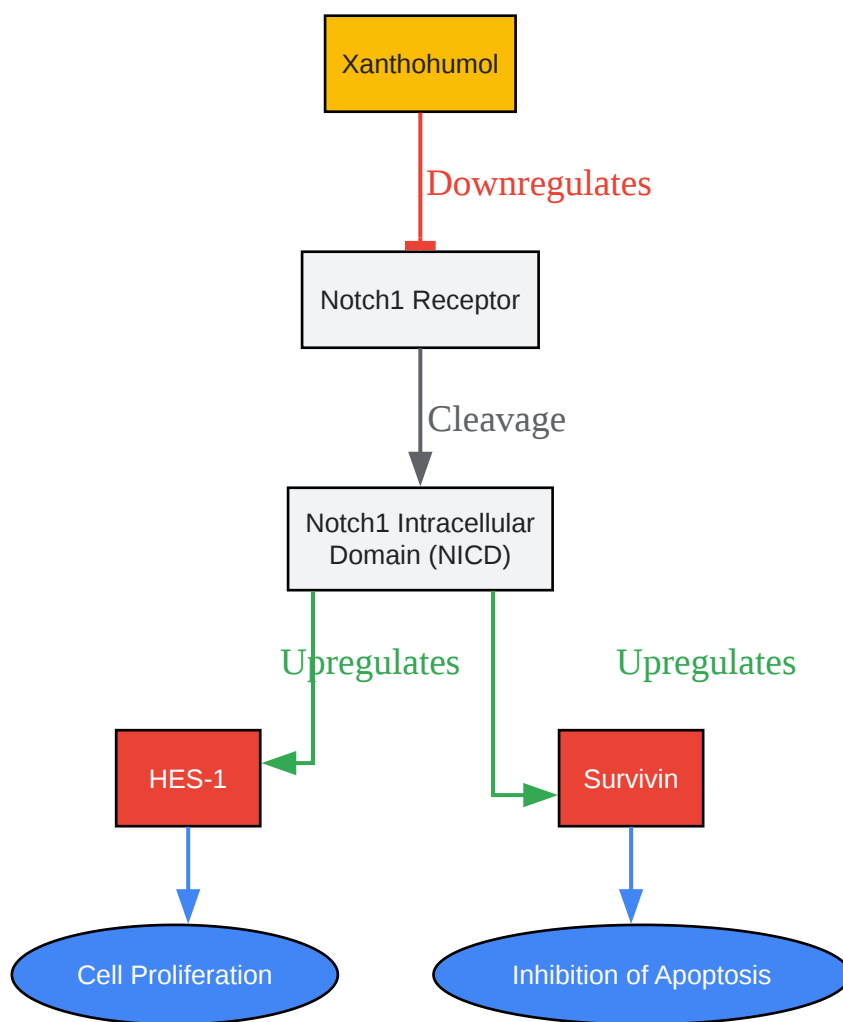 Xanthohumol
Downregulates
Notch1 Receptor
Cleavage
Notch1 Intracellular
Domain (NICD)
Upregulates
Upregulates
HES-1
Survivin
Cell Proliferation
Inhibition of Apoptosis